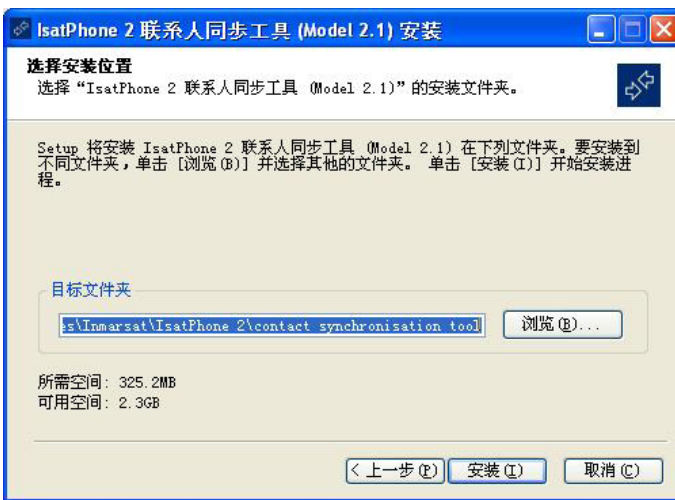 IsatPhone 2 联系人同步工具 (Model 2.1) 安装
选择安装位置
选择“IsatPhone 2 联系人同步工具 (Model 2.1)”的安装文件夹。
Setup 将安装 IsatPhone 2 联系人同步工具 (Model 2.1) 在下列文件夹。要安装到
不同文件夹，单击 [浏览(B)] 并选择其他的文件夹。 单击 [安装(I)] 开始安装进
程。
目标文件夹
es\Inmarsat\IsatPhone 2\contact synchronisation tool
浏览(B)...
所需空间: 325.2MB
可用空间: 2.3GB
< 上一步(P) 安装(I) 取消(C)